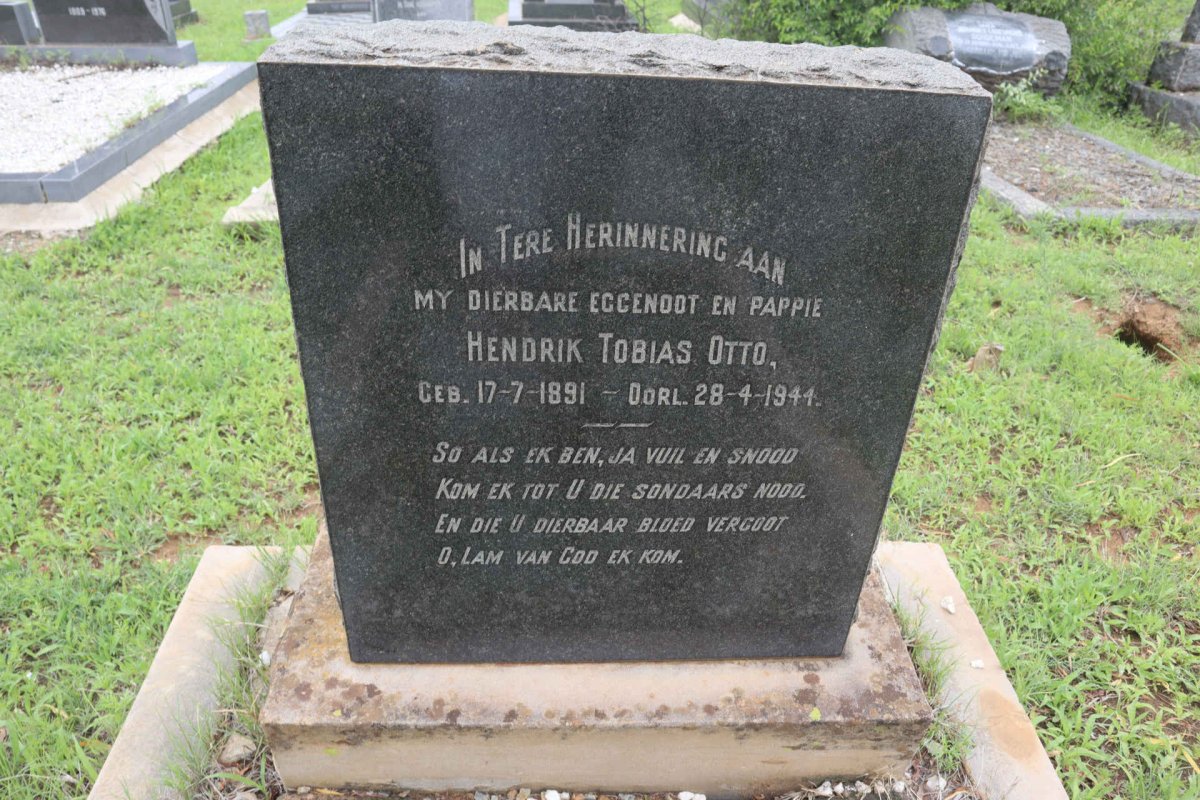 1889 - 1976
In Tere Herinnering aan
my dierbare eggenoot en pappie
Hendrik Tobias Otto,
Geb. 17-7-1891 – Oorl. 28-4-1944.
So als ek ben, ja vuil en snood
Kom ek tot U die sondaars nood.
En die U dierbaar bloed vergoot
O, Lam van God ek kom.